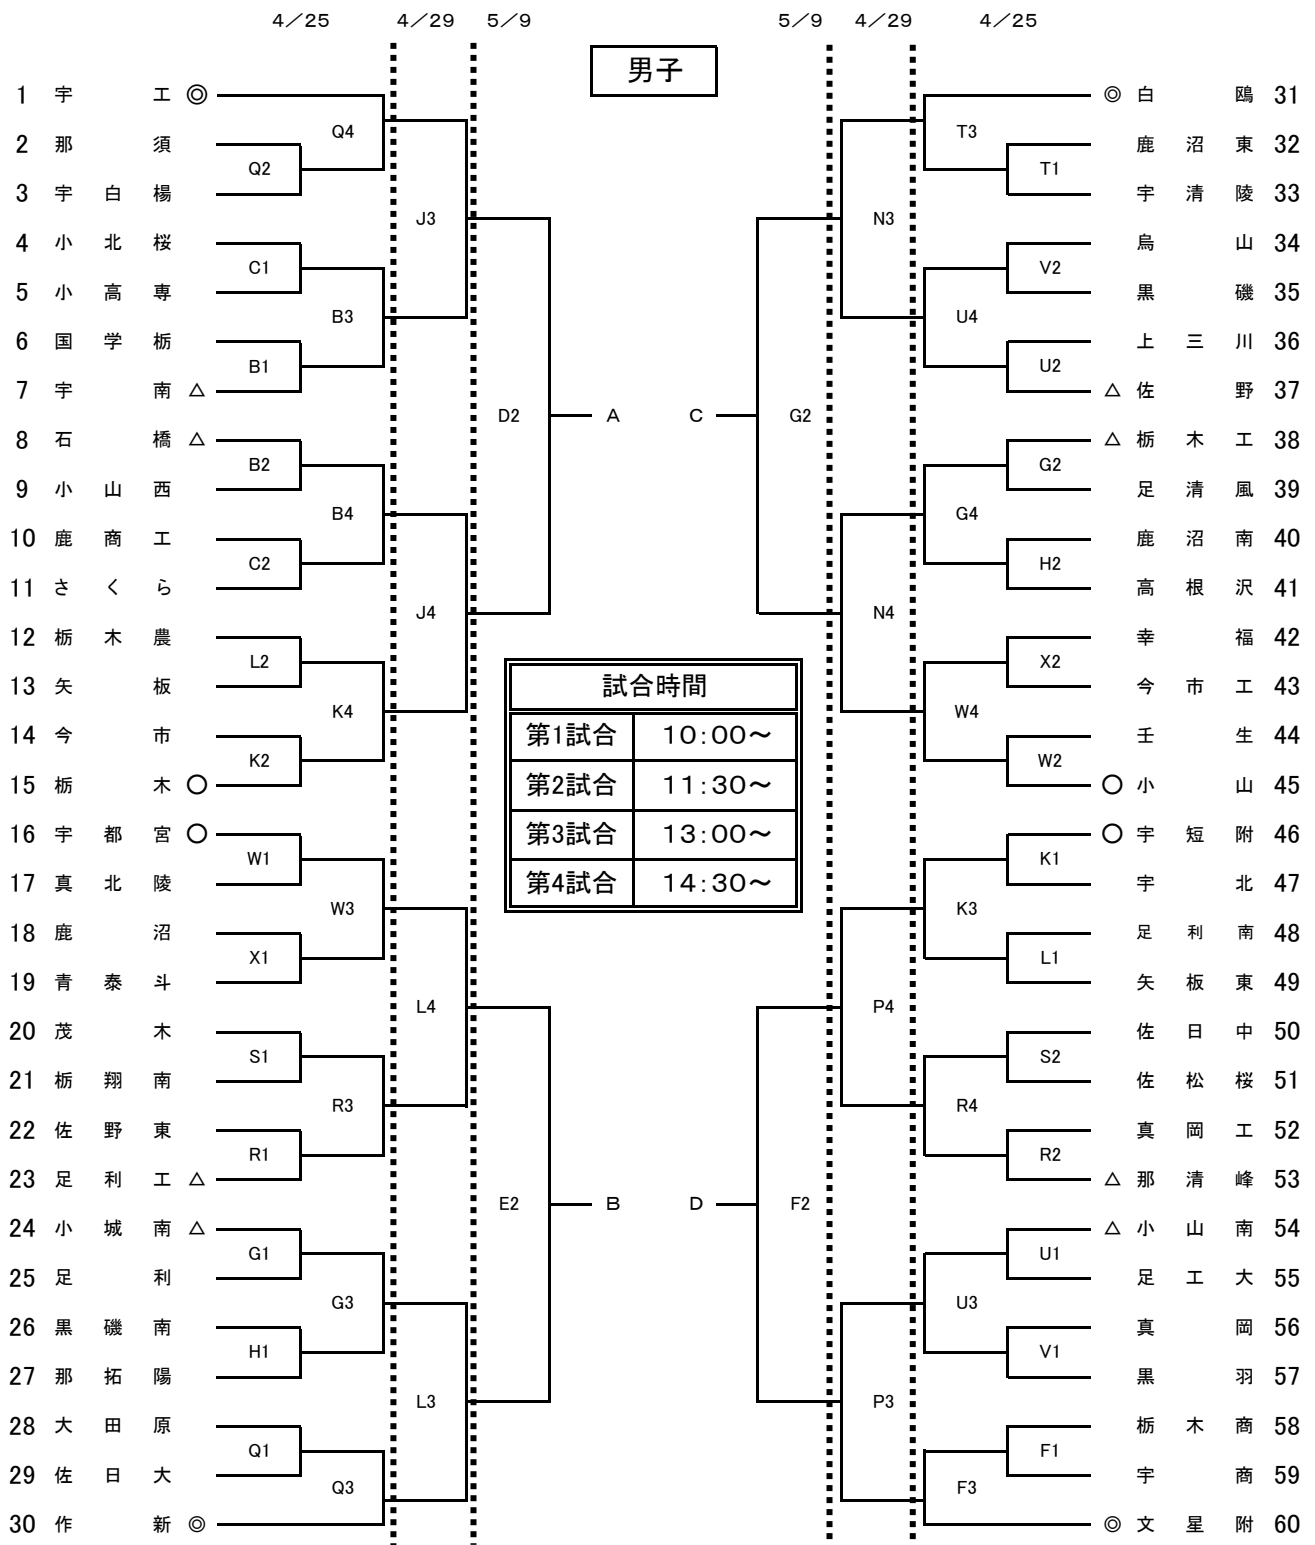 4／25 4／29 5／9 5／9 4／29 4／25
男子
1 宇工 ◎ ◎ 白鴎 31
Q4 T3
2 那須 鹿沼東 32
Q2 T1
3 宇白楊 宇清陵 33
J3 N3
4 小北桜 烏山 34
C1 V2
5 小高専 黒磯 35
B3 U4
6 国学栃 上三川 36
B1 U2
7 宇南 △ △ 佐野 37
D2 A C G2
8 石橋 △ △ 栃木工 38
B2 G2
9 小山西 足清風 39
B4 G4
10 鹿商工 鹿沼南 40
C2 H2
11 さくら 高根沢 41
J4 N4
12 栃木農 幸福 42
L2 X2
13 矢板 今市工 43
試合時間
K4 W4
14 今市 第1試合 10:00～ 壬生 44
K2 W2
15 栃木 ○ 第2試合 11:30～ ○ 小山 45
16 宇都宮 ○ 第3試合 13:00～ ○ 宇短附 46
W1 K1
17 真北陵 第4試合 14:30～ 宇北 47
W3 K3
18 鹿沼 足利南 48
X1 L1
19 青泰斗 矢板東 49
L4 P4
20 茂木 佐日中 50
S1 S2
21 栃翔南 佐松桜 51
R3 R4
22 佐野東 真岡工 52
R1 R2
23 足利工 △ △ 那清峰 53
E2 B D F2
24 小城南 △ △ 小山南 54
G1 U1
25 足利 足工大 55
G3 U3
26 黒磯南 真岡 56
H1 V1
27 那拓陽 黒羽 57
L3 P3
28 大田原 栃木商 58
Q1 F1
29 佐日大 宇商 59
Q3 F3
30 作新 ◎ ◎ 文星附 60